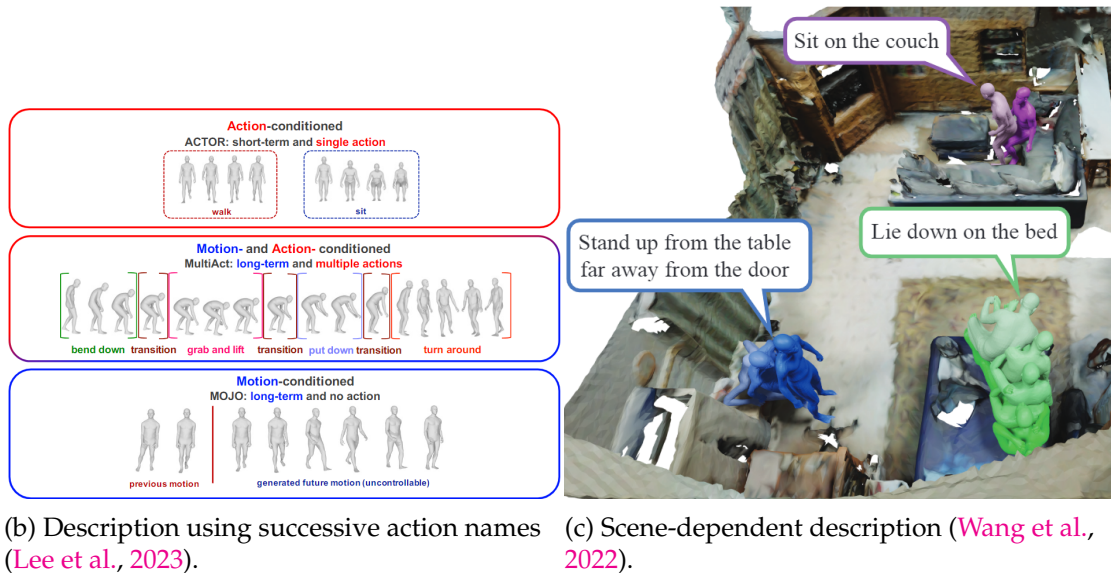 Action-conditioned
ACTOR: short-term and single action
walk
sit
Motion- and Action- conditioned
MultiAct: long-term and multiple actions
bend down transition grab and lift transition put down transition turn around
Motion-conditioned
MOJO: long-term and no action
previous motion
generated future motion (uncontrollable)
(b) Description using successive action names
(Lee et al., 2023).
Sit on the couch
Stand up from the table
far away from the door
Lie down on the bed
(c) Scene-dependent description (Wang et al.,
2022).